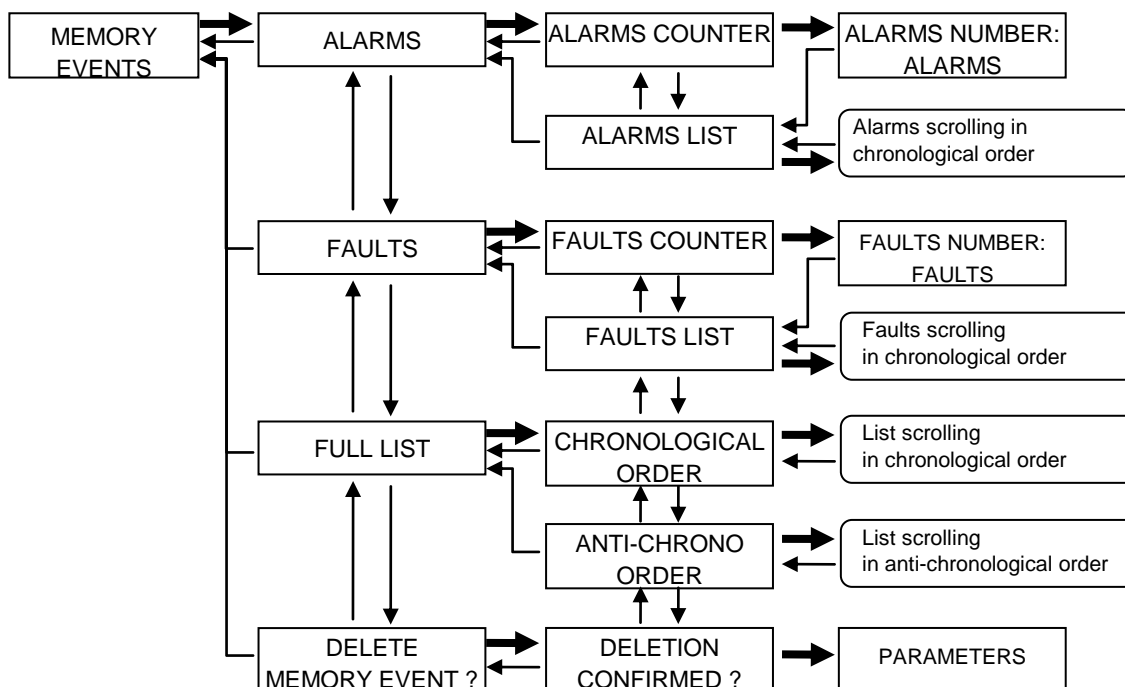 MEMORY
EVENTS
ALARMS
ALARMS COUNTER
ALARMS NUMBER:
ALARMS
ALARMS LIST
Alarms scrolling in
chronological order
FAULTS
FAULTS COUNTER
FAULTS NUMBER:
FAULTS
FAULTS LIST
Faults scrolling
in chronological order
FULL LIST
CHRONOLOGICAL
ORDER
List scrolling
in chronological order
ANTI-CHRONO
ORDER
List scrolling
in anti-chronological order
DELETE
MEMORY EVENT ?
DELETION
CONFIRMED ?
PARAMETERS